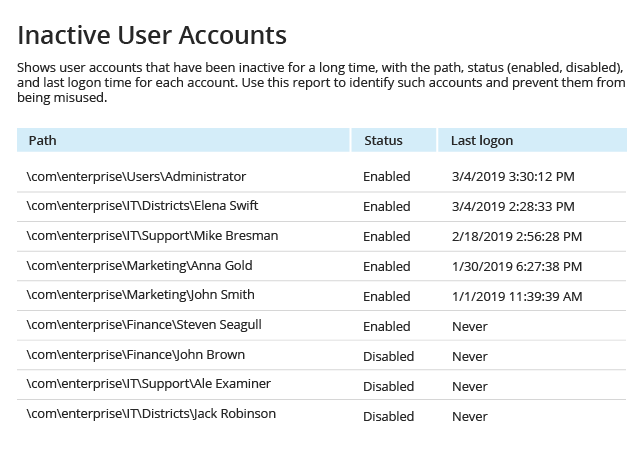 Inactive User Accounts
Shows user accounts that have been inactive for a long time, with the path, status (enabled, disabled),
and last logon time for each account. Use this report to identify such accounts and prevent them from
being misused.
Path Status Last logon
\com\enterprise\Users\Administrator Enabled 3/4/2019 3:30:12 PM
\com\enterprise\IT\Districts\Elena Swift Enabled 3/4/2019 2:28:33 PM
\com\enterprise\IT\Support\Mike Bresman Enabled 2/18/2019 2:56:28 PM
\com\enterprise\Marketing\Anna Gold Enabled 1/30/2019 6:27:38 PM
\com\enterprise\Marketing\John Smith Enabled 1/1/2019 11:39:39 AM
\com\enterprise\Finance\Steven Seagull Enabled Never
\com\enterprise\Finance\John Brown Disabled Never
\com\enterprise\IT\Support\Ale Examiner Disabled Never
\com\enterprise\IT\Districts\Jack Robinson Disabled Never